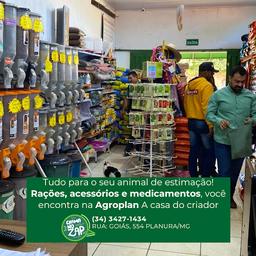 Tudo para o seu animal de estimação!
Rações, acessórios e medicamentos, você
encontra na Agroplan A casa do criador
CHAMA
NO
ZAP
(34) 3427-1434
RUA: GOIÁS, 554 PLANURA/MG